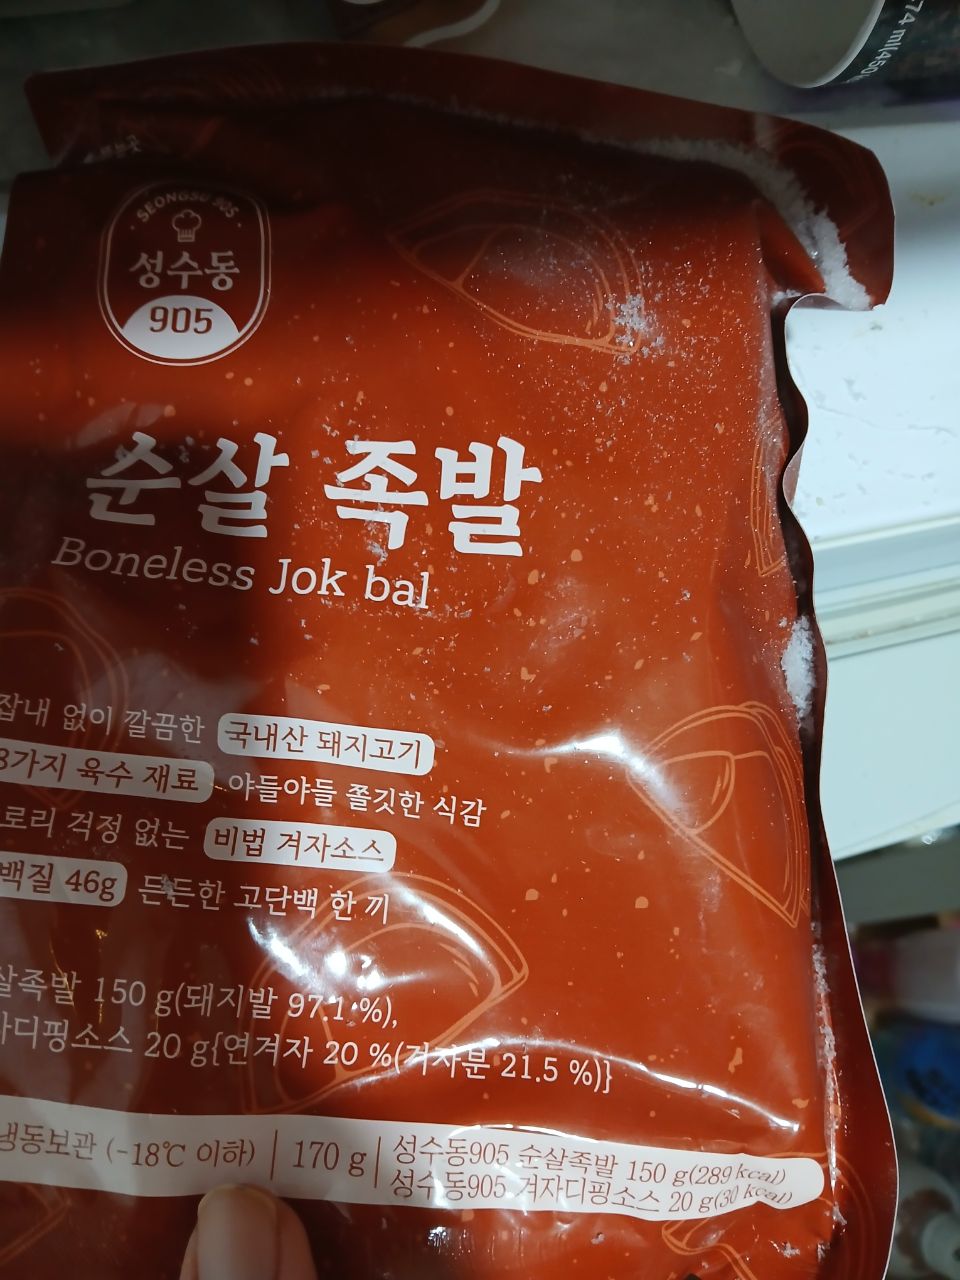 74 ml(450
SEONGSU 905
성수동
905
순살 족발
Boneless Jok bal
잡내 없이 깔끔한 국내산 돼지고기
8가지 육수 재료 야들야들 쫄깃한 식감
로리 걱정 없는 비법 겨자소스
백질 46g 든든한 고단백 한 끼
살족발 150 g(돼지발 97.1 %),
자디핑소스 20 g{연겨자 20 %(겨자분 21.5 %)}
냉동보관 (-18℃ 이하) 170 g 성수동905 순살족발 150 g(289 kcal)
성수동905 겨자디핑소스 20 g(30 kcal)